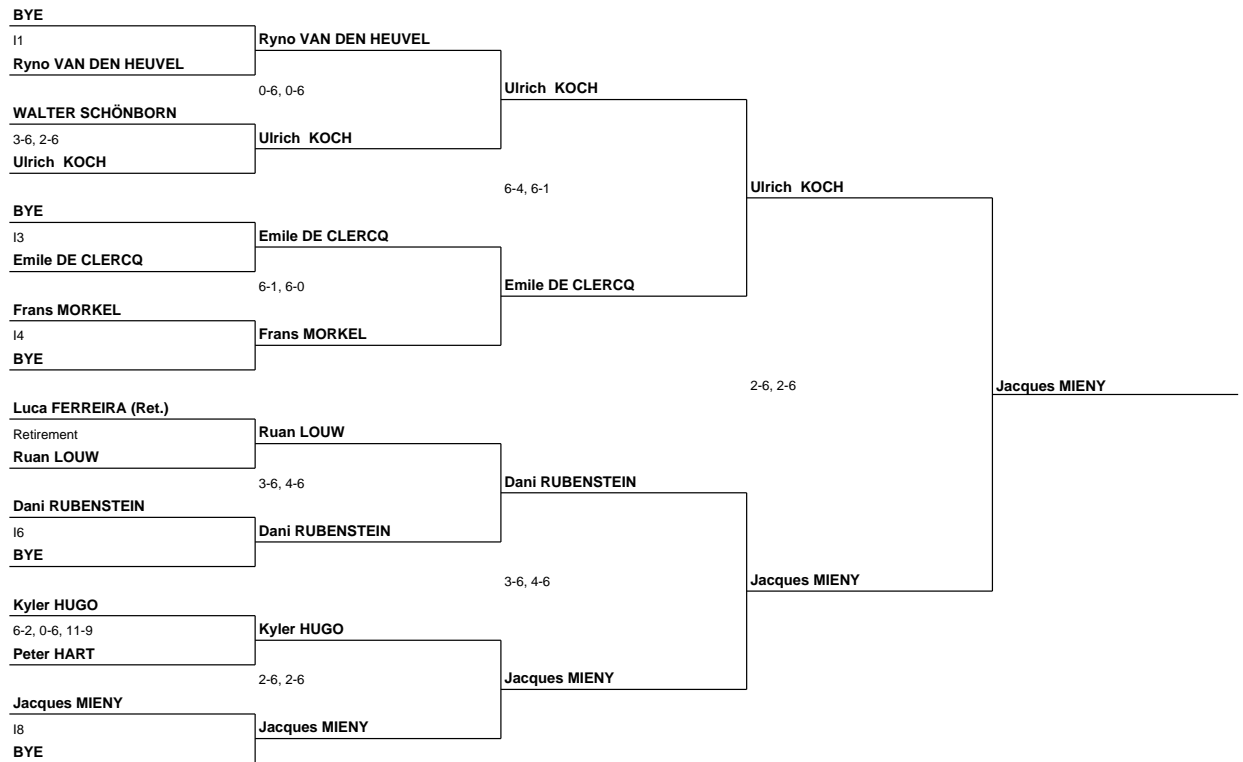 BYE
I1
Ryno VAN DEN HEUVEL
Ryno VAN DEN HEUVEL
0-6, 0-6
WALTER SCHÖNBORN
3-6, 2-6
Ulrich  KOCH
Ulrich  KOCH
Ulrich  KOCH
6-4, 6-1
BYE
I3
Emile DE CLERCQ
Emile DE CLERCQ
6-1, 6-0
Frans MORKEL
I4
BYE
Frans MORKEL
Emile DE CLERCQ
Ulrich  KOCH
2-6, 2-6
Luca FERREIRA (Ret.)
Retirement
Ruan LOUW
Ruan LOUW
3-6, 4-6
Dani RUBENSTEIN
I6
BYE
Dani RUBENSTEIN
Dani RUBENSTEIN
3-6, 4-6
Kyler HUGO
6-2, 0-6, 11-9
Peter HART
Kyler HUGO
2-6, 2-6
Jacques MIENY
I8
BYE
Jacques MIENY
Jacques MIENY
Jacques MIENY
Jacques MIENY